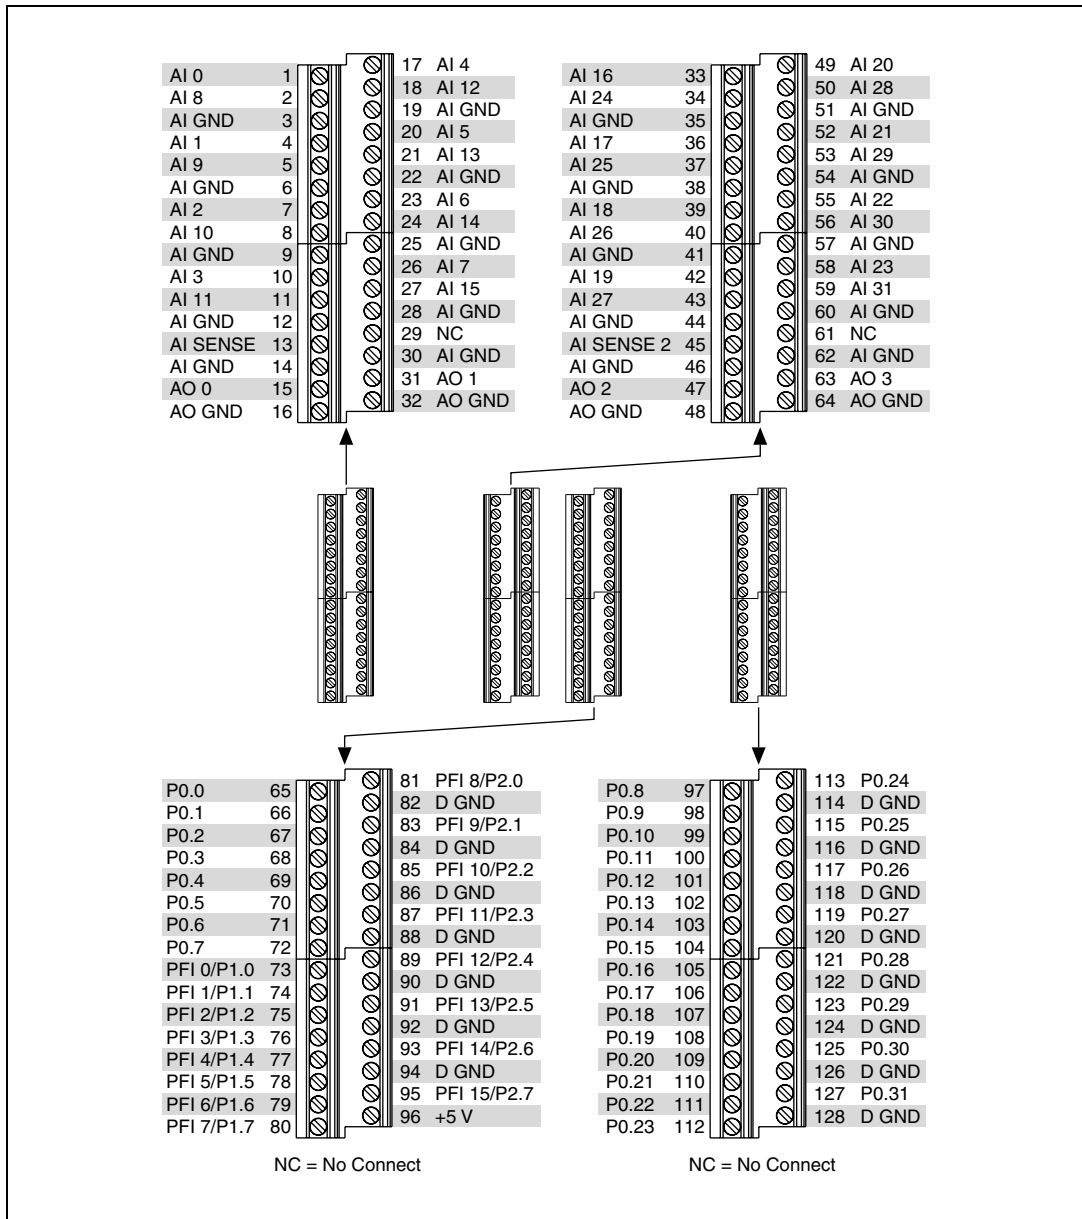 AI 0 1
AI 8 2
AI GND 3
AI 1 4
AI 9 5
AI GND 6
AI 2 7
AI 10 8
AI GND 9
AI 3 10
AI 11 11
AI GND 12
AI SENSE 13
AI GND 14
AO 0 15
AO GND 16
17 AI 4
18 AI 12
19 AI GND
20 AI 5
21 AI 13
22 AI GND
23 AI 6
24 AI 14
25 AI GND
26 AI 7
27 AI 15
28 AI GND
29 NC
30 AI GND
31 AO 1
32 AO GND
AI 16 33
AI 24 34
AI GND 35
AI 17 36
AI 25 37
AI GND 38
AI 18 39
AI 26 40
AI GND 41
AI 19 42
AI 27 43
AI GND 44
AI SENSE 2 45
AI GND 46
AO 2 47
AO GND 48
49 AI 20
50 AI 28
51 AI GND
52 AI 21
53 AI 29
54 AI GND
55 AI 22
56 AI 30
57 AI GND
58 AI 23
59 AI 31
60 AI GND
61 NC
62 AI GND
63 AO 3
64 AO GND
P0.0 65
P0.1 66
P0.2 67
P0.3 68
P0.4 69
P0.5 70
P0.6 71
P0.7 72
PFI 0/P1.0 73
PFI 1/P1.1 74
PFI 2/P1.2 75
PFI 3/P1.3 76
PFI 4/P1.4 77
PFI 5/P1.5 78
PFI 6/P1.6 79
PFI 7/P1.7 80
81 PFI 8/P2.0
82 D GND
83 PFI 9/P2.1
84 D GND
85 PFI 10/P2.2
86 D GND
87 PFI 11/P2.3
88 D GND
89 PFI 12/P2.4
90 D GND
91 PFI 13/P2.5
92 D GND
93 PFI 14/P2.6
94 D GND
95 PFI 15/P2.7
96 +5 V
NC = No Connect
P0.8 97
P0.9 98
P0.10 99
P0.11 100
P0.12 101
P0.13 102
P0.14 103
P0.15 104
P0.16 105
P0.17 106
P0.18 107
P0.19 108
P0.20 109
P0.21 110
P0.22 111
P0.23 112
113 P0.24
114 D GND
115 P0.25
116 D GND
117 P0.26
118 D GND
119 P0.27
120 D GND
121 P0.28
122 D GND
123 P0.29
124 D GND
125 P0.30
126 D GND
127 P0.31
128 D GND
NC = No Connect